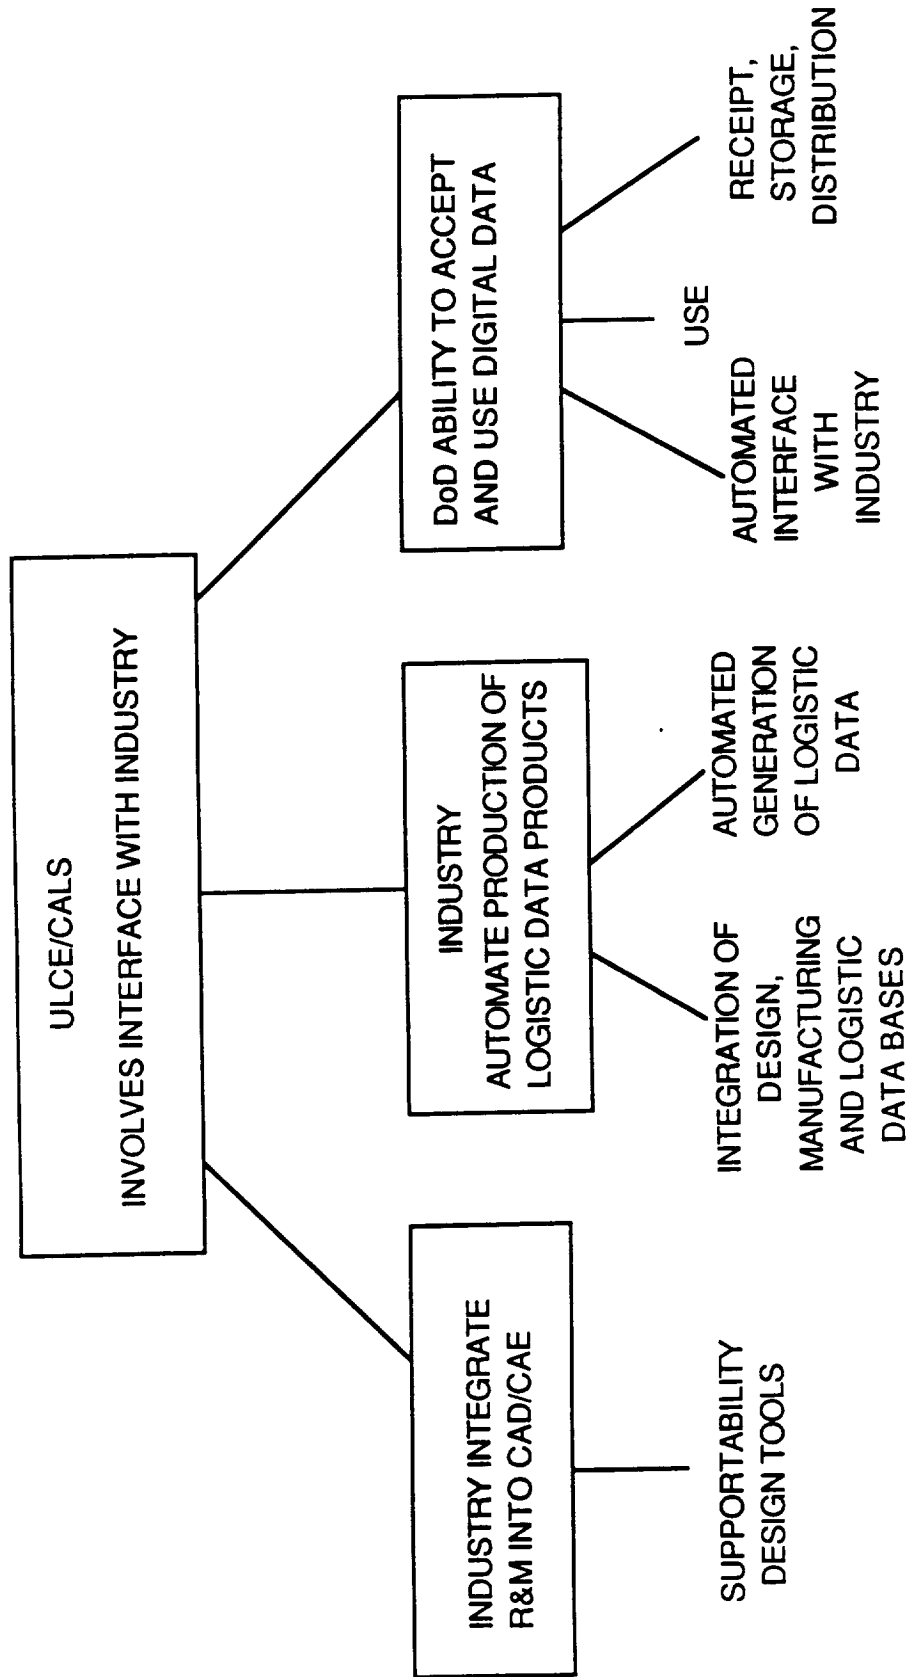 ULCE/CALS
INVOLVES INTERFACE WITH INDUSTRY
INDUSTRY INTEGRATE
R&M INTO CAD/CAE
SUPPORTABILITY
DESIGN TOOLS
INDUSTRY
AUTOMATE PRODUCTION OF
LOGISTIC DATA PRODUCTS
INTEGRATION OF
DESIGN,
MANUFACTURING
AND LOGISTIC
DATA BASES
AUTOMATED
GENERATION
OF LOGISTIC
DATA
DoD ABILITY TO ACCEPT
AND USE DIGITAL DATA
AUTOMATED
INTERFACE
WITH
INDUSTRY
USE
RECEIPT,
STORAGE,
DISTRIBUTION